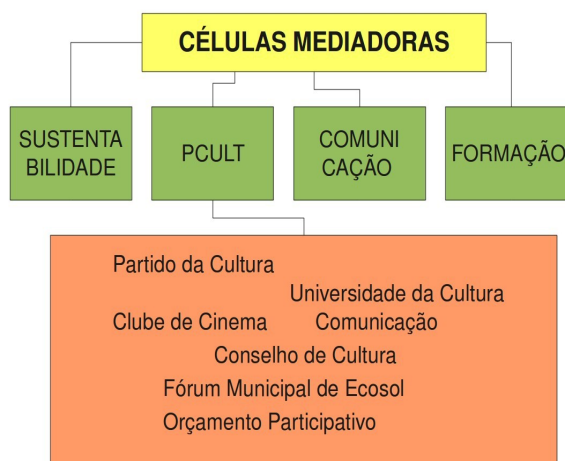 CÉLULAS MEDIADORAS
SUSTENTA
BILIDADE
PCULT
COMUNI
CAÇÃO
FORMAÇÃO
Partido da Cultura
Universidade da Cultura
Clube de Cinema Comunicação
Conselho de Cultura
Fórum Municipal de Ecosol
Orçamento Participativo